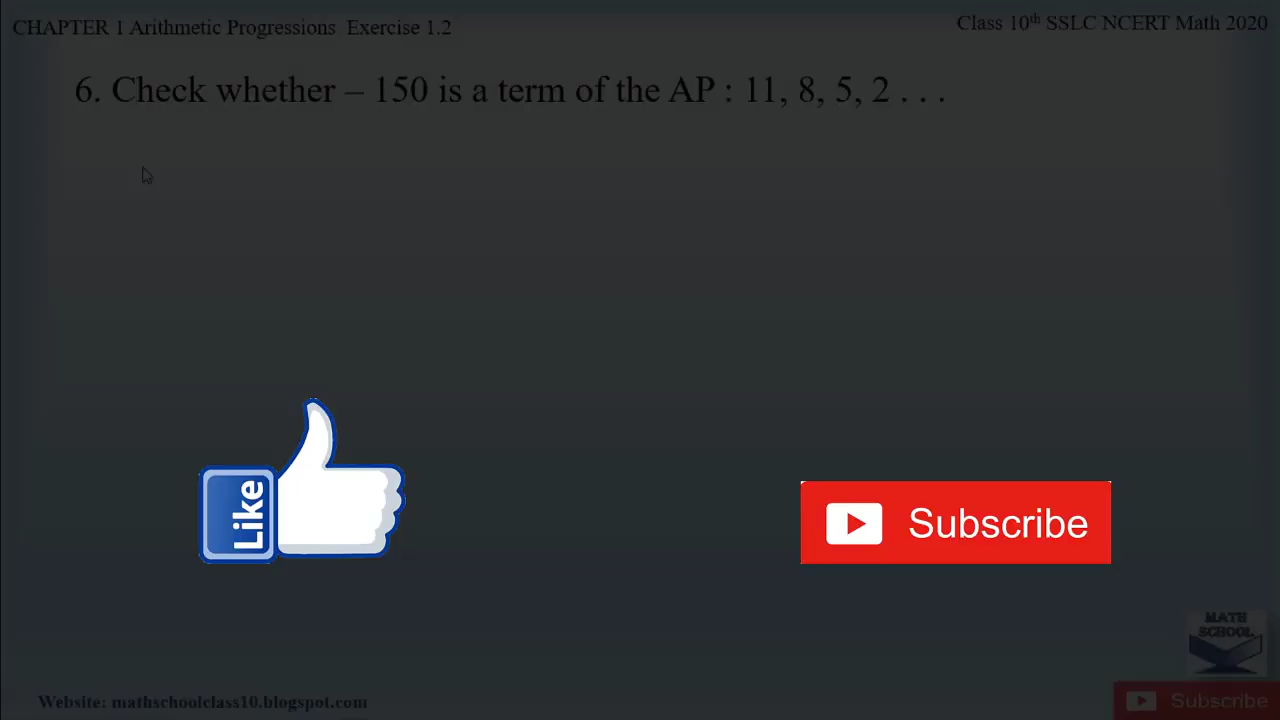 CHAPTER 1 Arithmetic Progressions Exercise 1.2
Class 10th SSLC NCERT Math 2020
6. Check whether – 150 is a term of the AP : 11, 8, 5, 2 . . .
Like
Subscribe
MATH
SCHOOL
Website: mathschoolclass10.blogspot.com
Subscribe